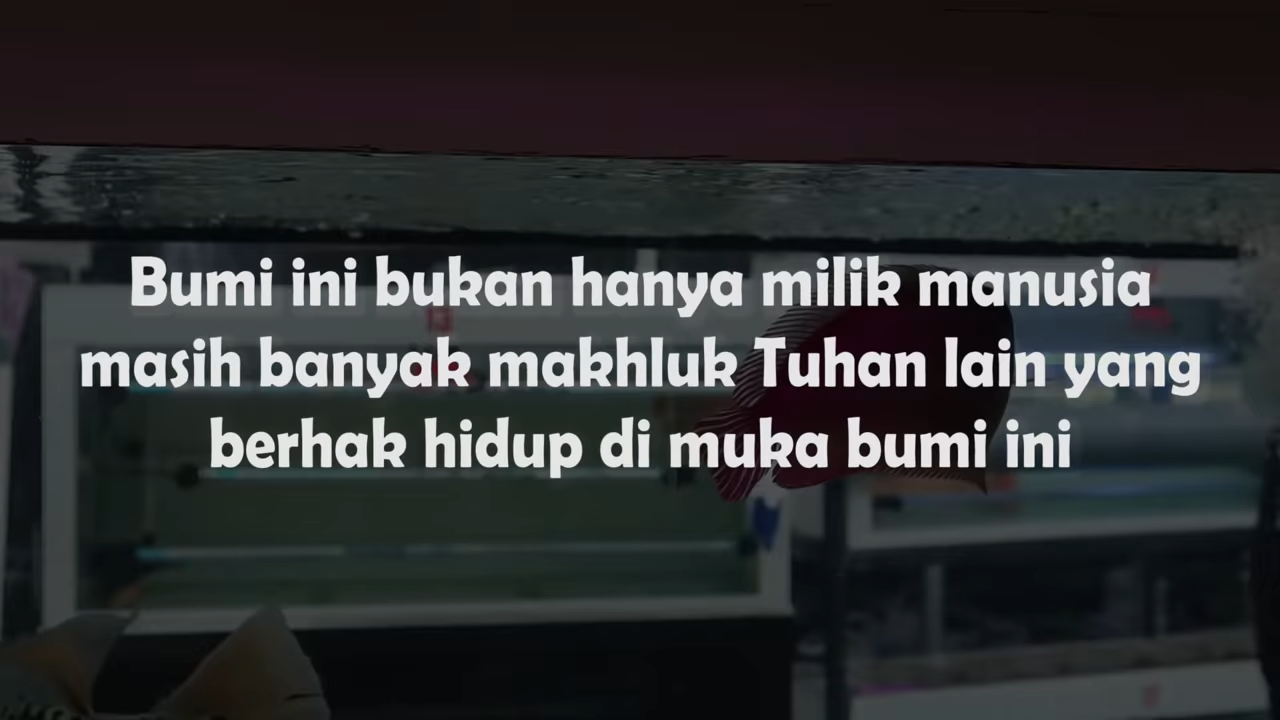 Bumi ini bukan hanya milik manusia
masih banyak makhluk Tuhan lain yang
berhak hidup di muka bumi ini